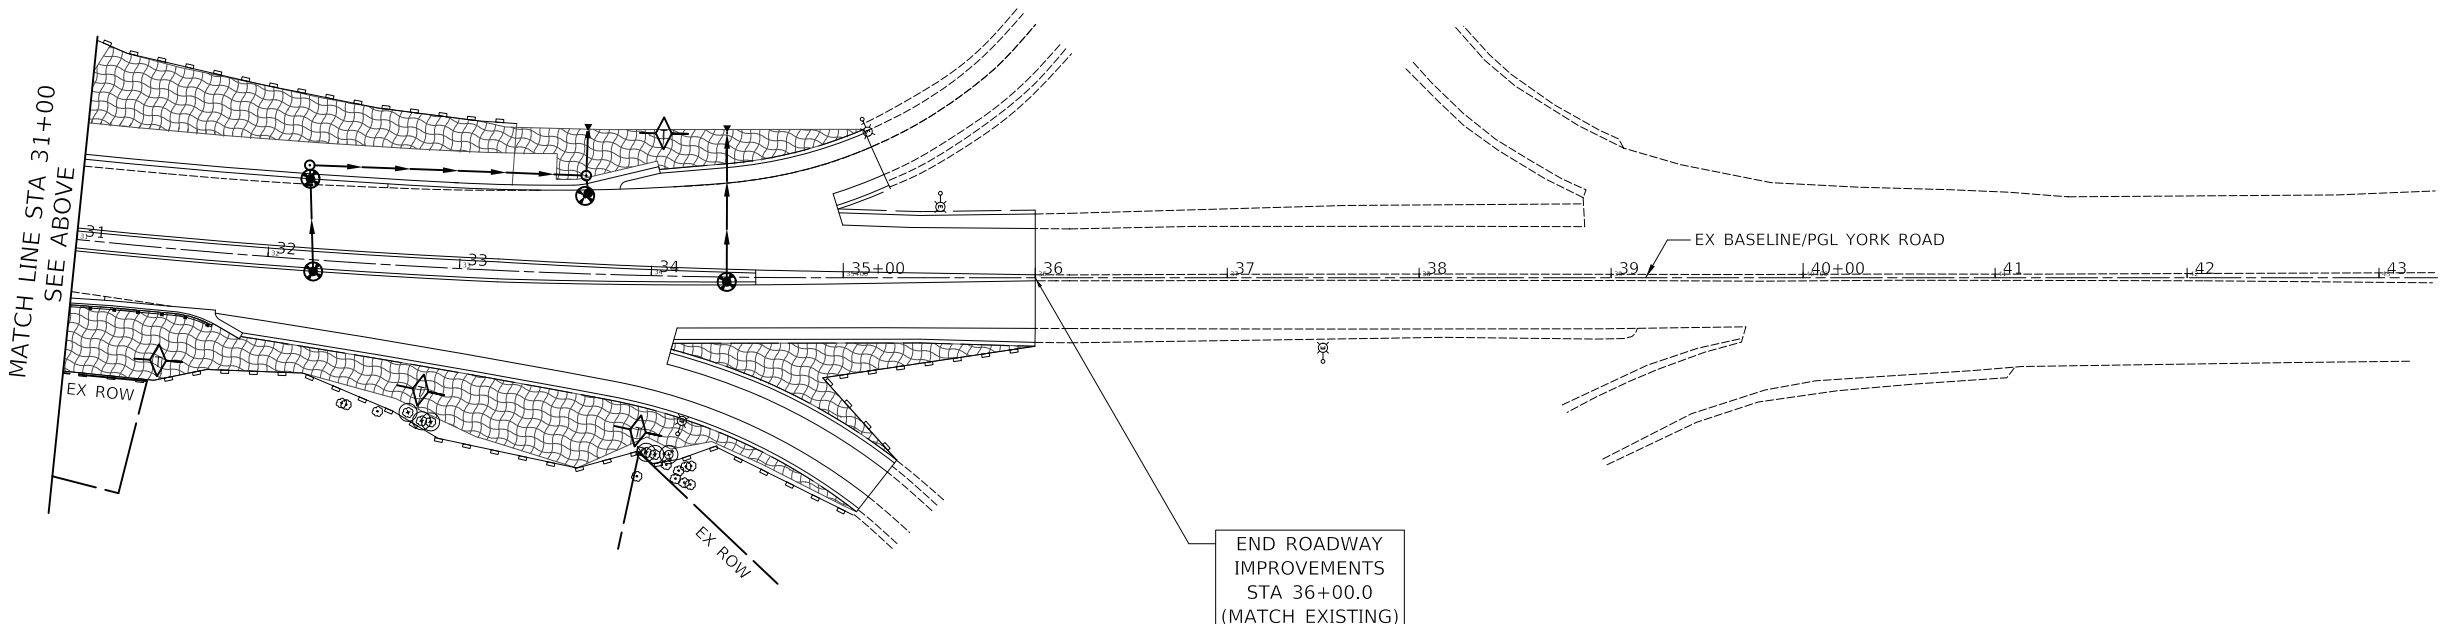 MATCH LINE STA 31+00
SEE ABOVE
31
32
33
34
35+00
36
37
38
39
40+00
41
42
43
EX BASELINE/PGL YORK ROAD
EX ROW
EX ROW
T
T
T
T
END ROADWAY
IMPROVEMENTS
STA 36+00.0
(MATCH EXISTING)